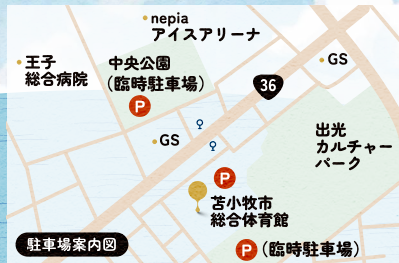 nepia
アイスアリーナ
王子
総合病院
中央公園
(臨時駐車場)
P
GS
36
GS
出光
カルチャー
パーク
P
苫小牧市
総合体育館
P
(臨時駐車場)
駐車場案内図